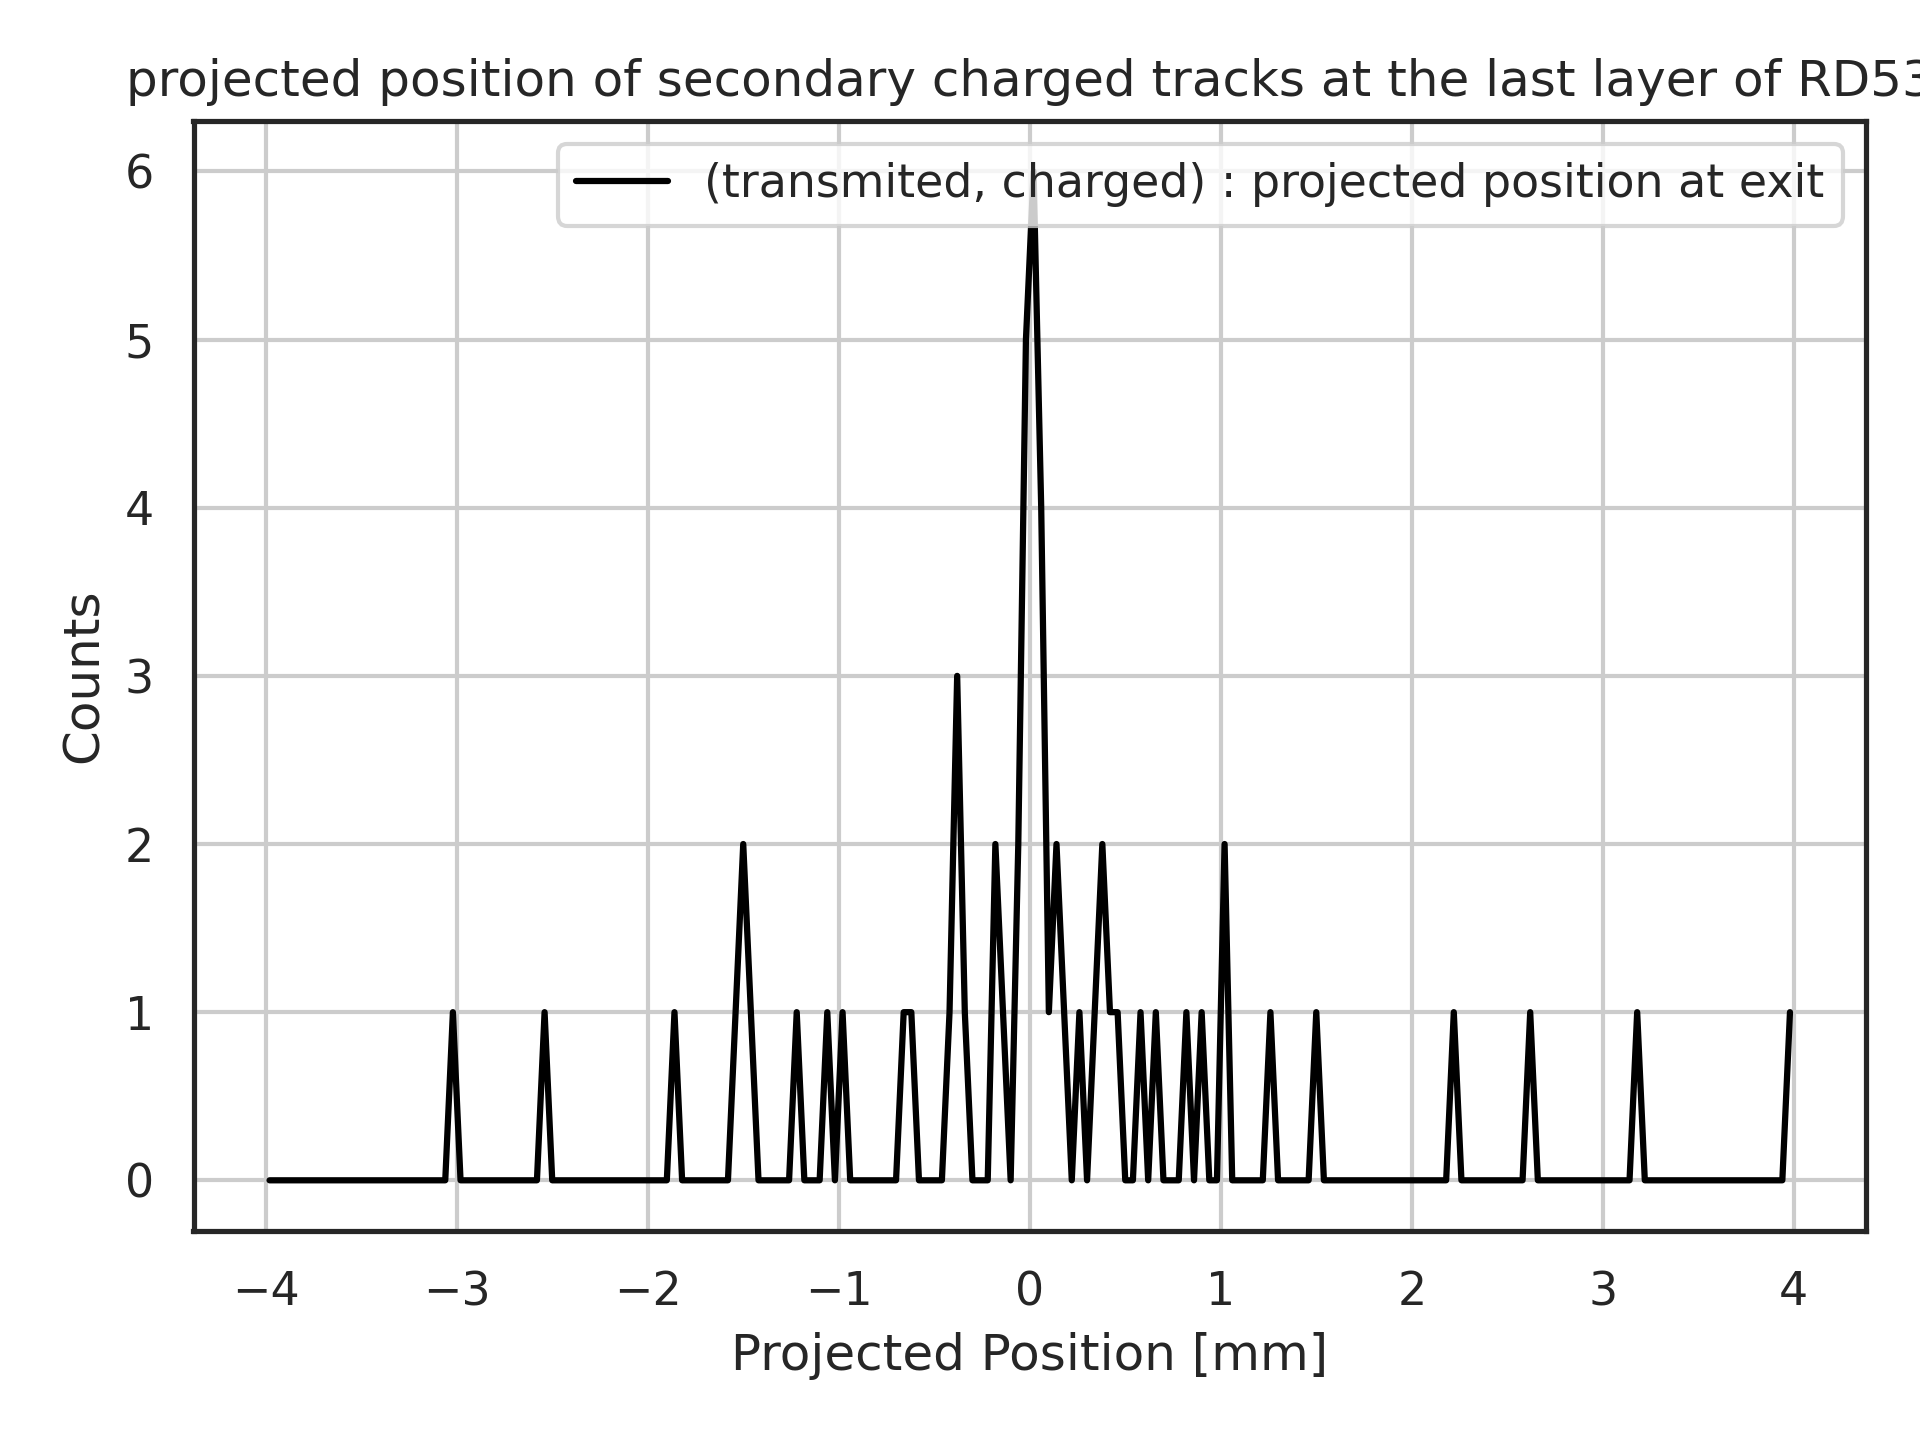 projected position of secondary charged tracks at the last layer of RD53
(transmited, charged) : projected position at exit
6
5
4
3
2
1
0
Counts
−4 −3 −2 −1 0 1 2 3 4
Projected Position [mm]